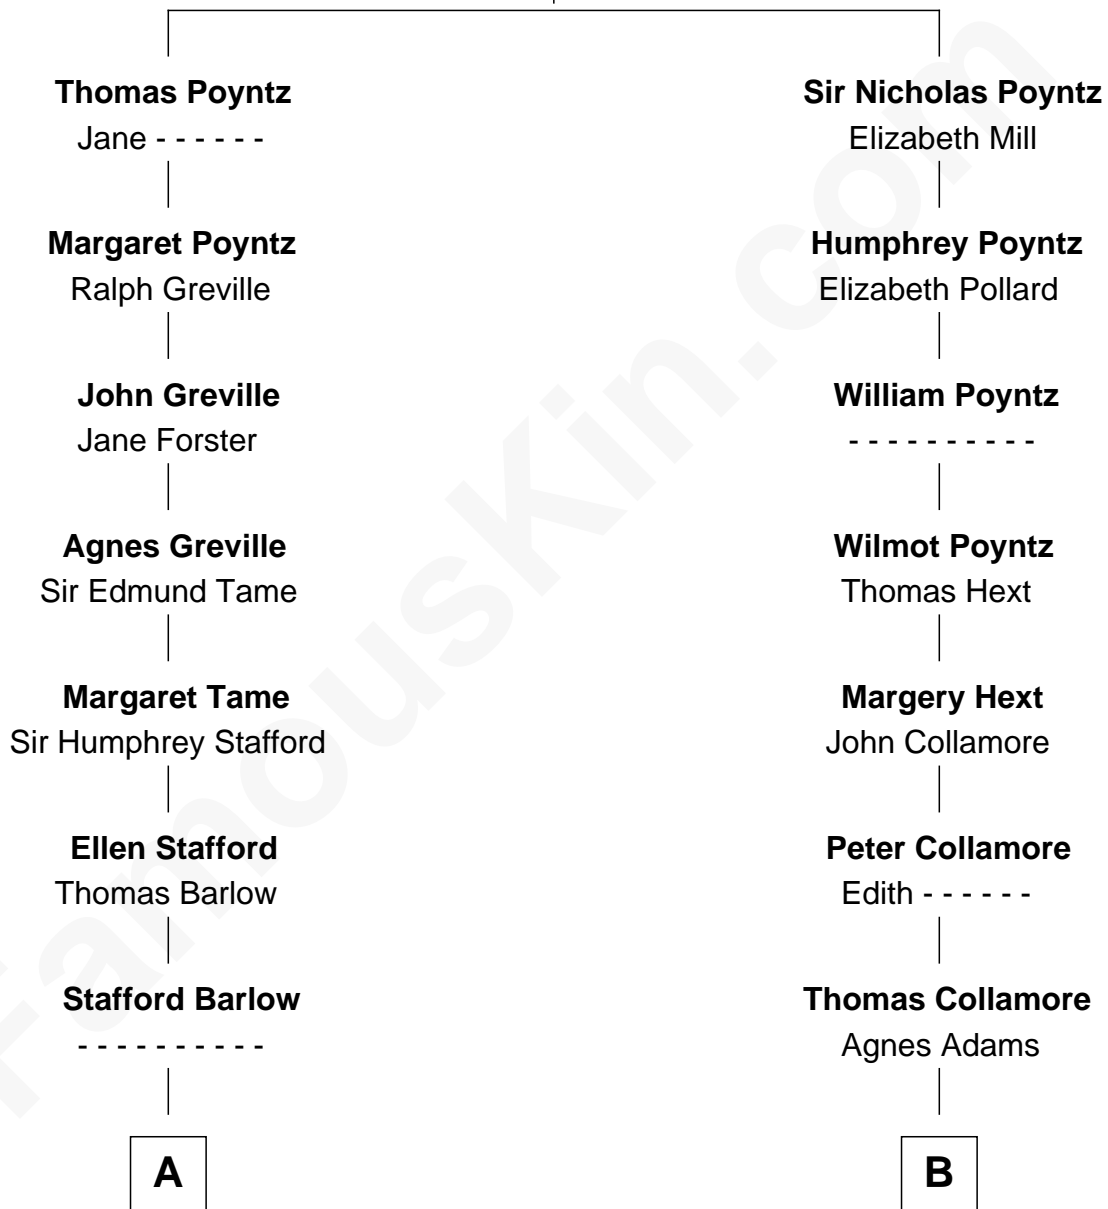 Thomas Poyntz
Jane - - - - - -
Margaret Poyntz
Ralph Greville
John Greville
Jane Forster
Agnes Greville
Sir Edmund Tame
Margaret Tame
Sir Humphrey Stafford
Ellen Stafford
Thomas Barlow
Stafford Barlow
- - - - - - - - - -
A
Sir Nicholas Poyntz
Elizabeth Mill
Humphrey Poyntz
Elizabeth Pollard
William Poyntz
- - - - - - - - - -
Wilmot Poyntz
Thomas Hext
Margery Hext
John Collamore
Peter Collamore
Edith - - - - - -
Thomas Collamore
Agnes Adams
B
FamousKin.com